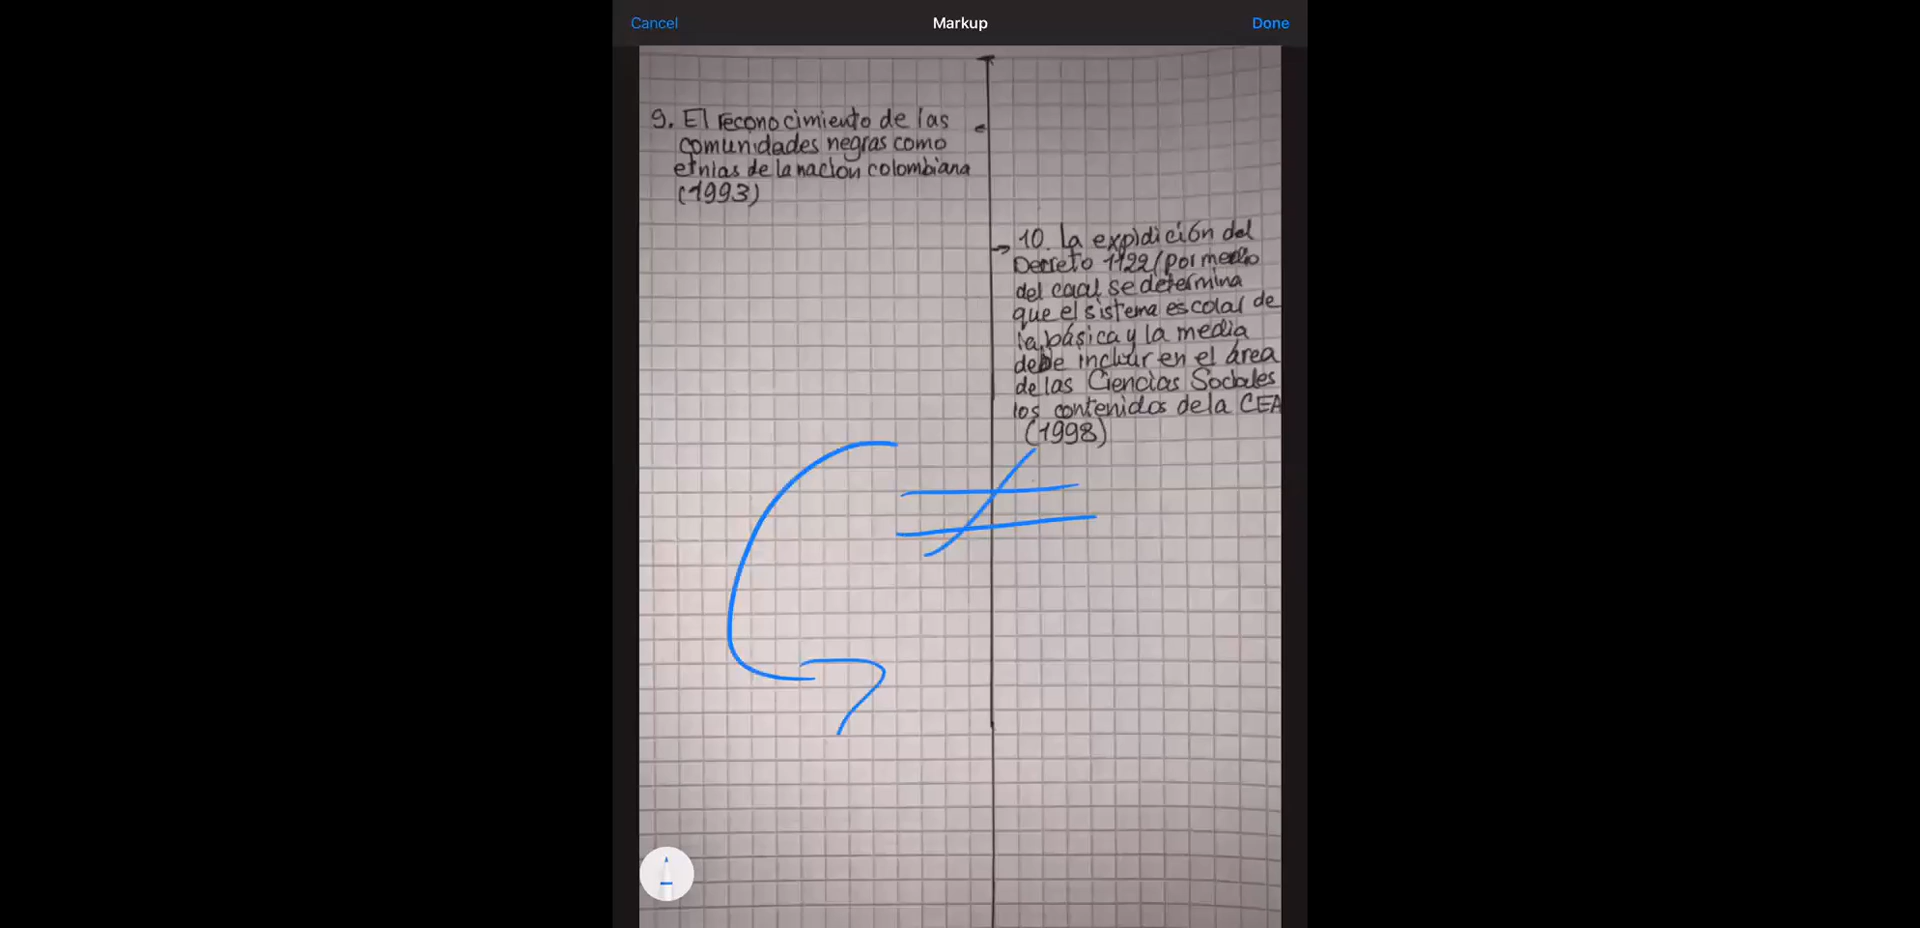 Cancel
Markup
Done
9. El reconocimiento de las
comunidades negras como
etnias de la nación colombiana
(1993)
10. La expidición del
Decreto 1122 (por medio
del cual se determina
que el sistema escolar de
la básica y la media
debe incluir en el área
de las Ciencias Sociales
los contenidos de la CEA
(1998)